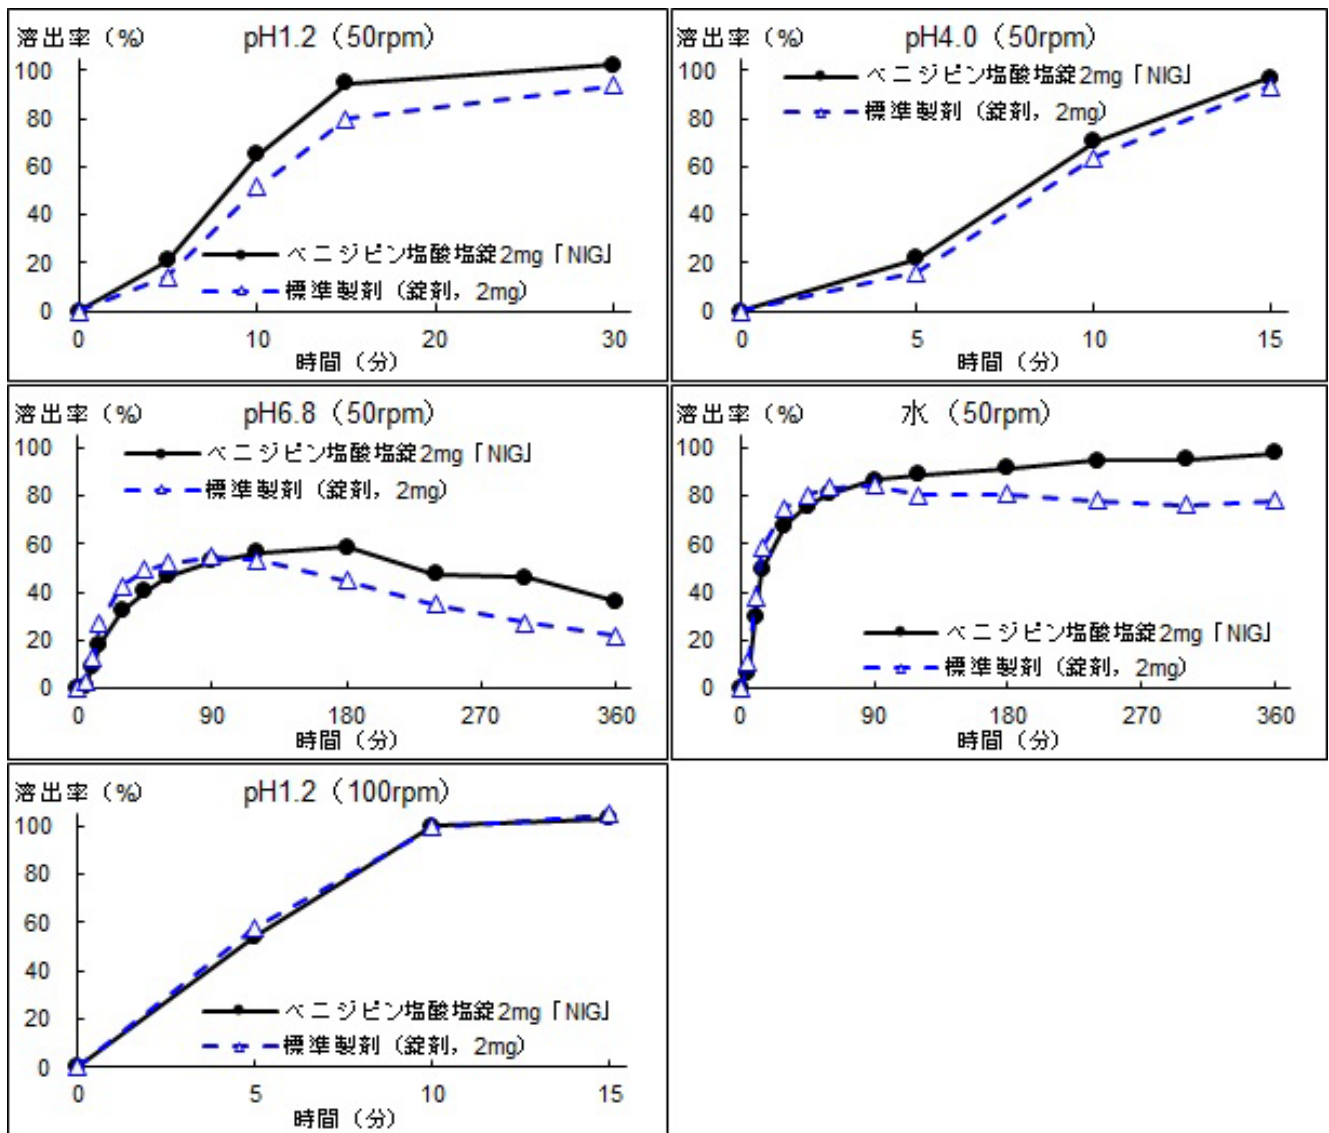 溶出率（%） pH1.2（50rpm）
100
80
60
40
20
0
ベニジピン塩酸塩錠2mg「NIG」
標準製剤（錠剤，2mg）
0 10 20 30
時間（分）
溶出率（%） pH4.0（50rpm）
100
80
60
40
20
0
ベニジピン塩酸塩錠2mg「NIG」
標準製剤（錠剤，2mg）
0 5 10 15
時間（分）
溶出率（%） pH6.8（50rpm）
100
80
60
40
20
0
ベニジピン塩酸塩錠2mg「NIG」
標準製剤（錠剤，2mg）
0 90 180 270 360
時間（分）
溶出率（%） 水（50rpm）
100
80
60
40
20
0
ベニジピン塩酸塩錠2mg「NIG」
標準製剤（錠剤，2mg）
0 90 180 270 360
時間（分）
溶出率（%） pH1.2（100rpm）
100
80
60
40
20
0
ベニジピン塩酸塩錠2mg「NIG」
標準製剤（錠剤，2mg）
0 5 10 15
時間（分）